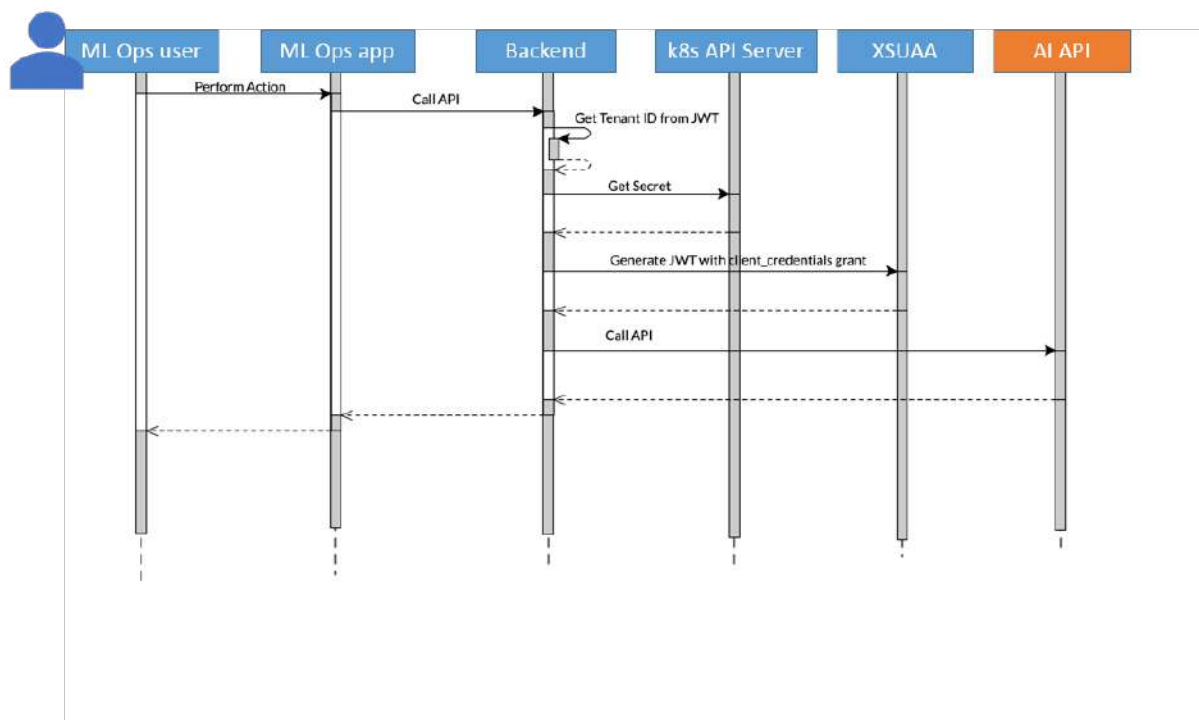 ML Ops user
ML Ops app
Backend
k8s API Server
XSUAA
AI API
Perform Action
Call API
Get Tenant ID from JWT
Get Secret
Generate JWT with client_credentials grant
Call API